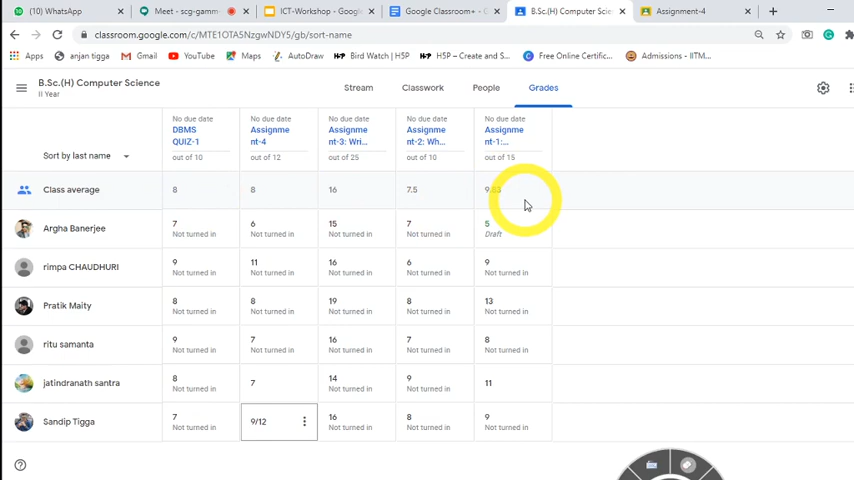 (10) WhatsApp
Meet - scg-gamm
ICT-Workshop - Google
Google Classroom+ - G
B.Sc.(H) Computer Scienc
Assignment-4
classroom.google.com/c/MTE1OTA5NzgwNDY5/gb/sort-name
Apps
anjan tigga
Gmail
YouTube
Maps
AutoDraw
H5P
Bird Watch | H5P
H5P
H5P – Create and S...
Free Online Certific...
Admissions - IITM...
B.Sc.(H) Computer Science
II Year
Stream
Classwork
People
Grades
Sort by last name
No due date
DBMS
QUIZ-1
out of 10
No due date
Assignme
nt-4
out of 12
No due date
Assignme
nt-3: Wri...
out of 25
No due date
Assignme
nt-2: Wh...
out of 10
No due date
Assignme
nt-1:...
out of 15
Class average
8
8
16
7.5
9.83
Argha Banerjee
7
Not turned in
6
Not turned in
15
Not turned in
7
Not turned in
5
Draft
rimpa CHAUDHURI
9
Not turned in
11
Not turned in
16
Not turned in
6
Not turned in
9
Not turned in
Pratik Maity
8
Not turned in
8
Not turned in
19
Not turned in
8
Not turned in
13
Not turned in
ritu samanta
9
Not turned in
7
Not turned in
16
Not turned in
7
Not turned in
8
Not turned in
jatindranath santra
8
Not turned in
7
14
Not turned in
9
Not turned in
11
Sandip Tigga
7
Not turned in
9/12
16
Not turned in
8
Not turned in
9
Not turned in